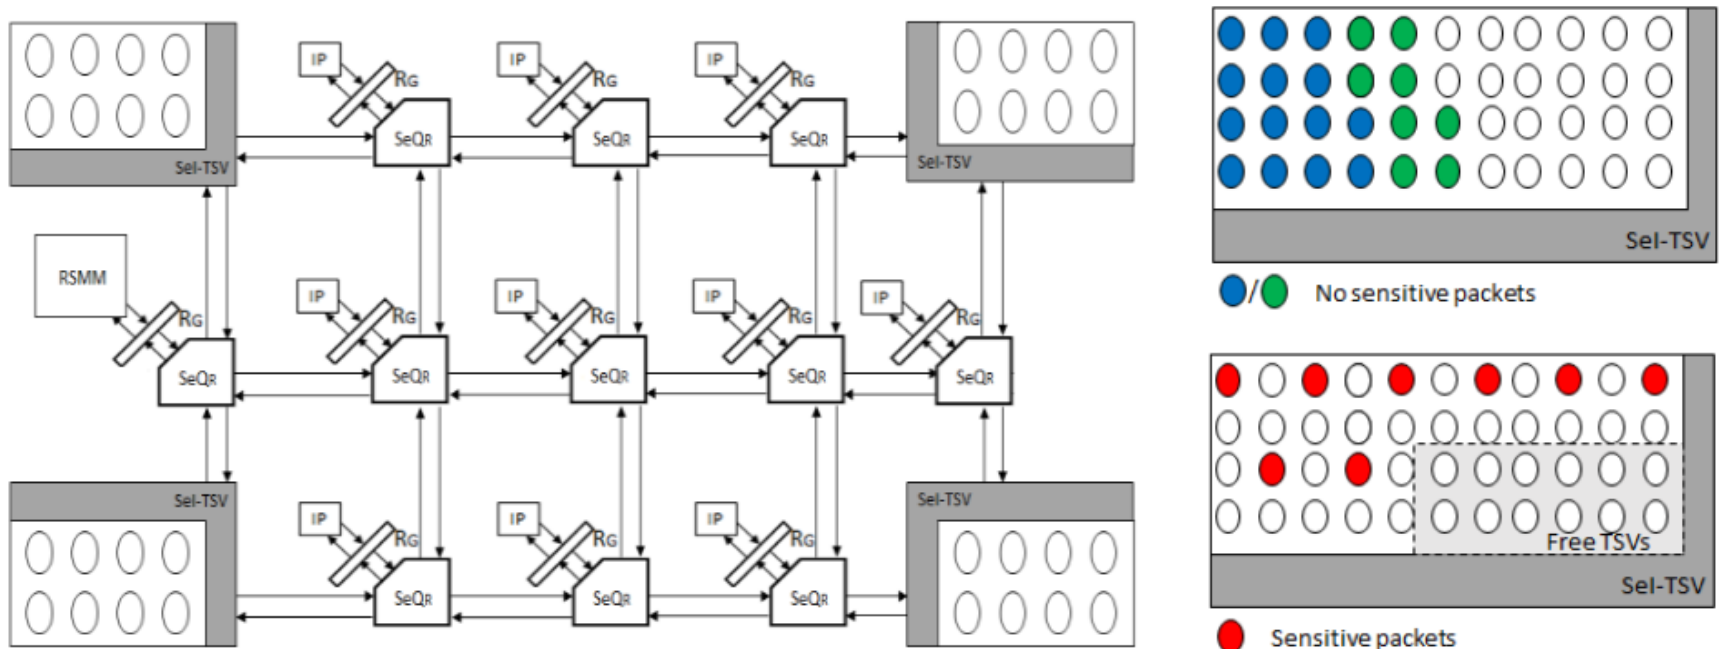 IP
RG
IP
RG
IP
RG
SeQR
SeQR
SeQR
Sel-TSV
Sel-TSV
RSMM
RG
IP
RG
IP
RG
IP
RG
IP
RG
SeQR
SeQR
SeQR
SeQR
SeQR
Sel-TSV
Sel-TSV
IP
RG
IP
RG
IP
RG
SeQR
SeQR
SeQR
Sel-TSV
/ No sensitive packets
Free TSVs
Sel-TSV
Sensitive packets